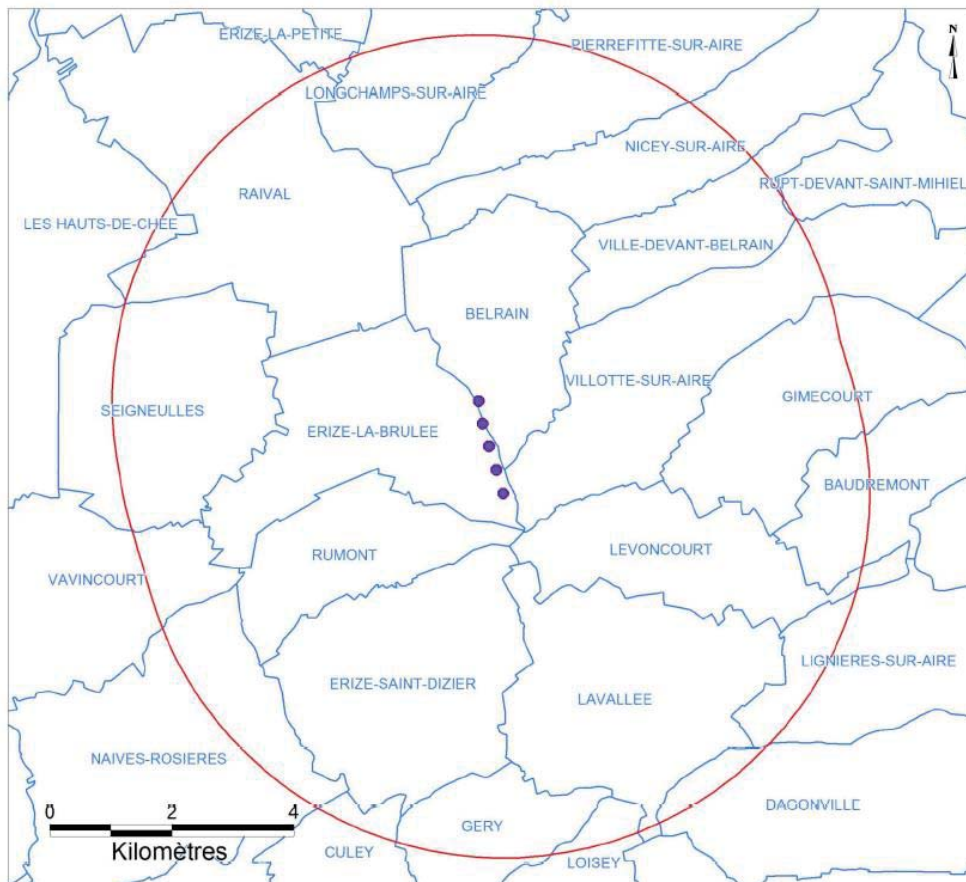 ERIZE-LA-PETITE
PIERREFITTE-SUR-AIRE
N
LONGCHAMPS-SUR-AIRE
NICEY-SUR-AIRE
RUPT-DEVANT-SAINT-MIHIEL
RAIVAL
LES HAUTS-DE-CHEE
VILLE-DEVANT-BELRAIN
BELRAIN
VILLOTTE-SUR-AIRE
GIMECOURT
SEIGNEULLES
ERIZE-LA-BRULEE
BAUDREMONT
RUMONT
LEVONCOURT
VAVINCOURT
LIGNIERES-SUR-AIRE
ERIZE-SAINT-DIZIER
LAVALLEE
NAIVES-ROSIERES
DAGONVILLE
0 2 4
Kilomètres
GERY
CULEY
LOISEY